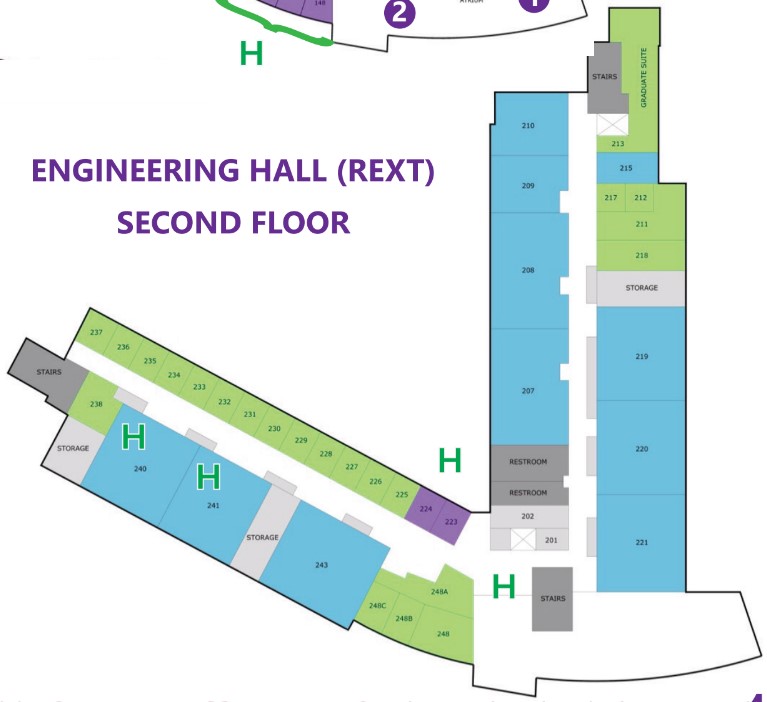 148
ATRIUM
2
H
ENGINEERING HALL (REXT)
SECOND FLOOR
STAIRS
GRADUATE SUITE
213
210
215
209
217
212
211
218
208
STORAGE
219
207
220
RESTROOM
RESTROOM
202
201
221
237
236
235
234
233
232
231
230
229
228
227
226
225
224
223
H
STAIRS
238
STORAGE
H
240
H
241
STORAGE
243
248A
248C
248B
248
H
STAIRS